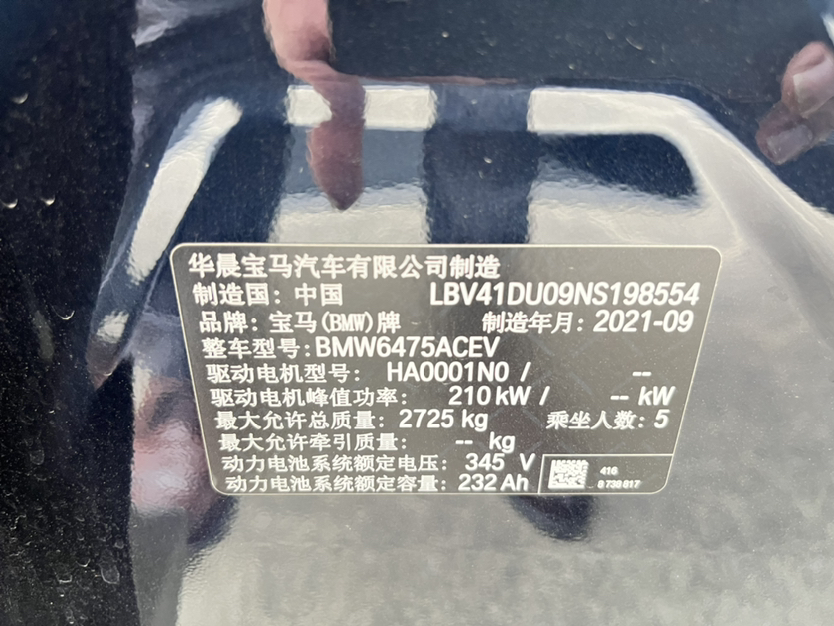 华晨宝马汽车有限公司制造
制造国: 中国 LBV41DU09NS198554
品牌: 宝马(BMW)牌 制造年月: 2021-09
整车型号: BMW6475ACEV
驱动电机型号: HA0001N0 / --
驱动电机峰值功率: 210 kW / -- kW
最大允许总质量: 2725 kg 乘坐人数: 5
最大允许牵引质量: -- kg
动力电池系统额定电压: 345 V
416
动力电池系统额定容量: 232 Ah
8 738 817